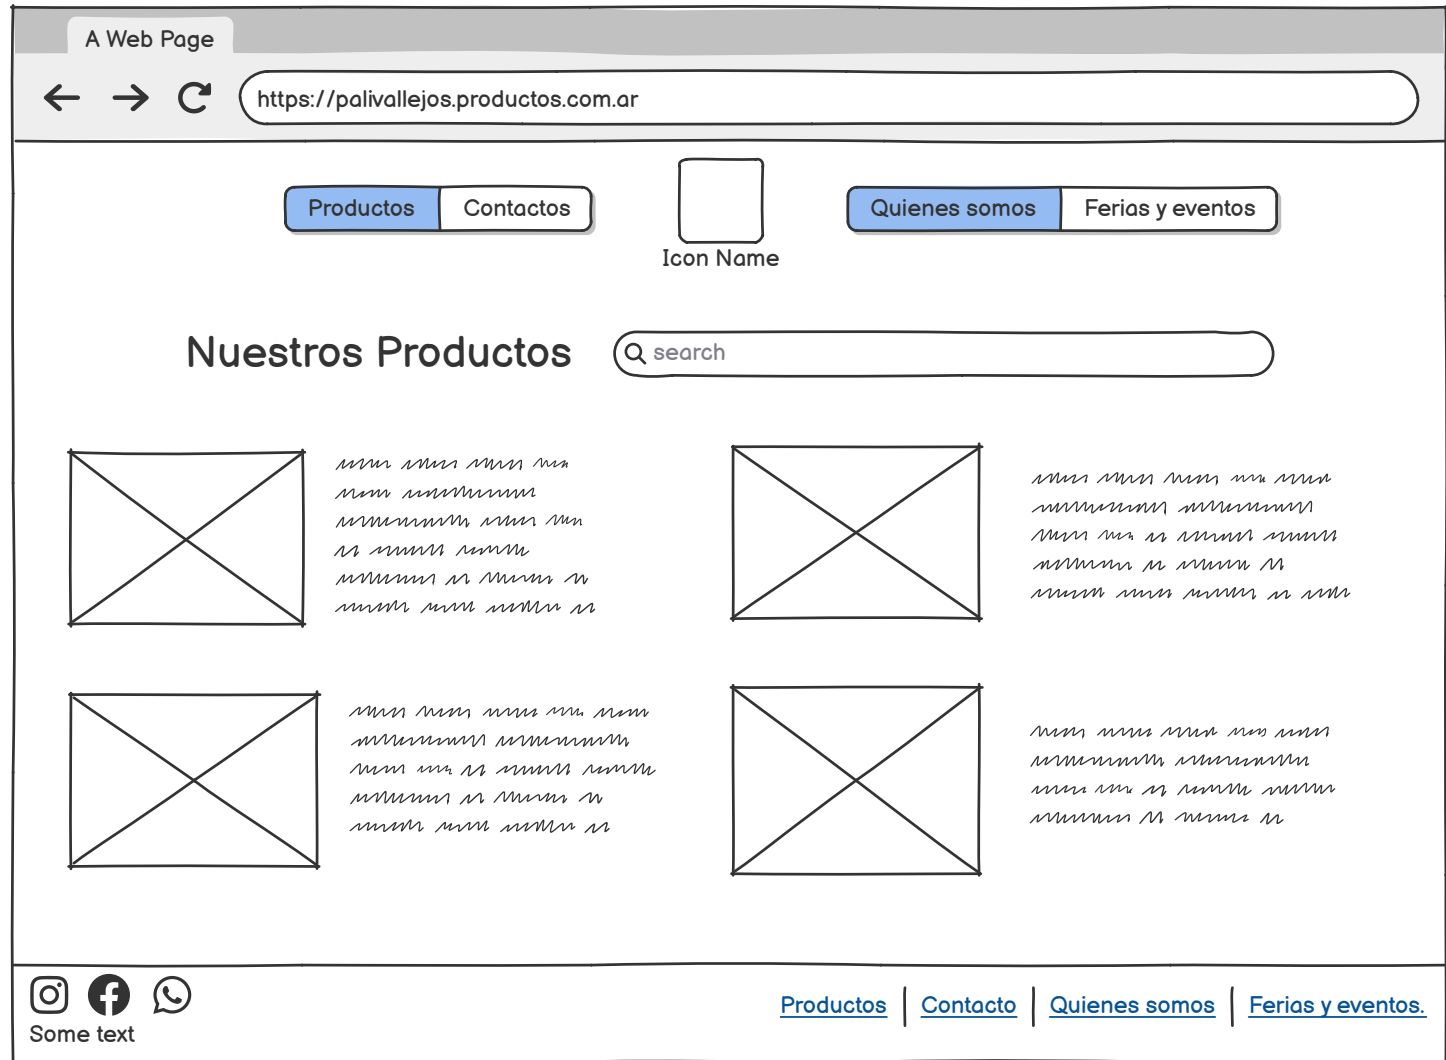 A Web Page
https://palivallejos.productos.com.ar
Productos Contactos Quienes somos Ferias y eventos
Icon Name
Nuestros Productos search
Productos Contacto Quienes somos Ferias y eventos.
Some text